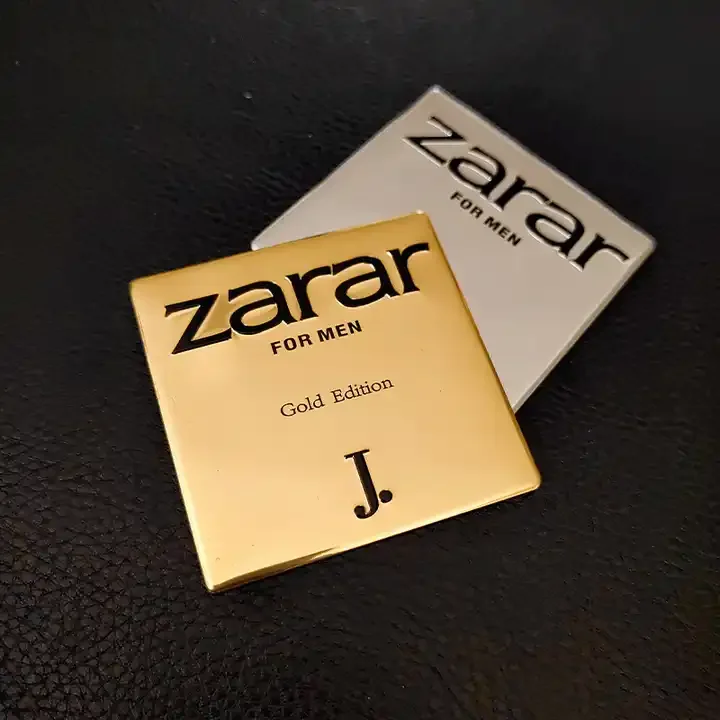 zarar
FOR MEN
Gold Edition
J.
zarar
FOR MEN